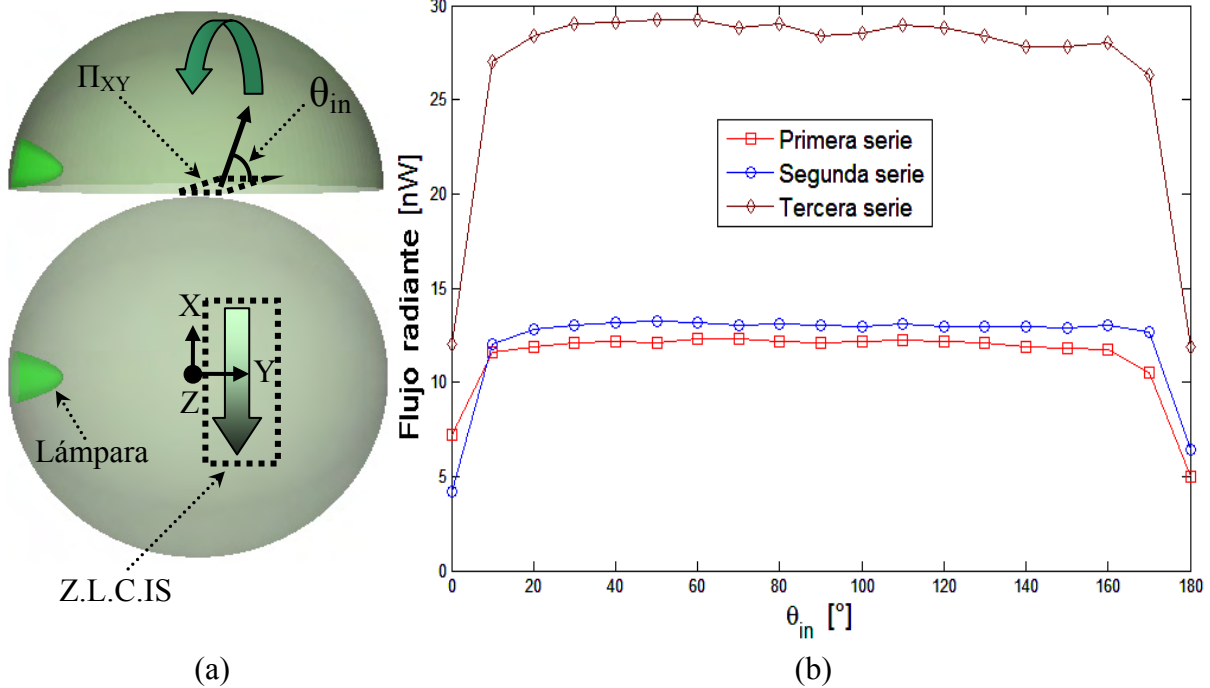 Π_XY
θ_in
X
Y
Z
Lámpara
Z.L.C.IS
(a)
Flujo radiante [nW]
30
25
20
15
10
5
0
Primera serie
Segunda serie
Tercera serie
0 20 40 60 80 100 120 140 160 180
θ_in [°]
(b)